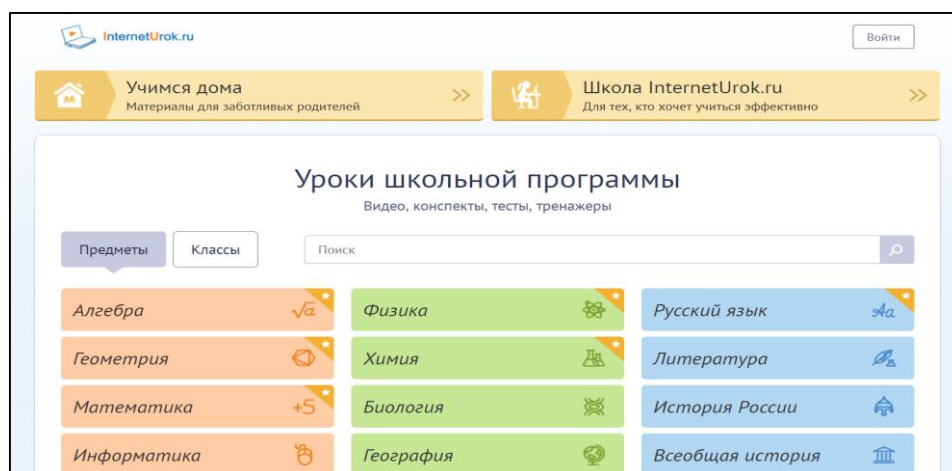 InternetUrok.ru
Войти
Учимся дома
Материалы для заботливых родителей
Школа InternetUrok.ru
Для тех, кто хочет учиться эффективно
Уроки школьной программы
Видео, конспекты, тесты, тренажеры
Предметы Классы Поиск
Алгебра √a Физика Русский язык Aa
Геометрия Химия Литература
Математика +5 Биология История России
Информатика География Всеобщая история